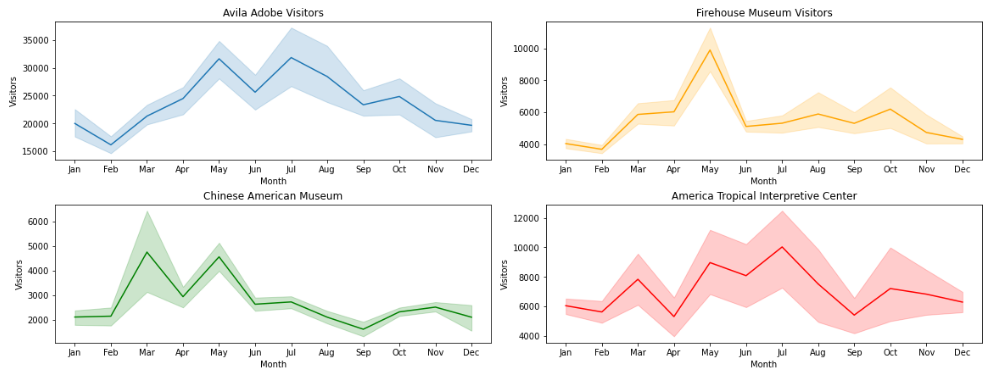 Avila Adobe Visitors
35000
30000
25000
20000
15000
Visitors
Jan Feb Mar Apr May Jun Jul Aug Sep Oct Nov Dec
Month
Firehouse Museum Visitors
10000
8000
6000
4000
Visitors
Jan Feb Mar Apr May Jun Jul Aug Sep Oct Nov Dec
Month
Chinese American Museum
6000
5000
4000
3000
2000
Visitors
Jan Feb Mar Apr May Jun Jul Aug Sep Oct Nov Dec
Month
America Tropical Interpretive Center
12000
10000
8000
6000
4000
Visitors
Jan Feb Mar Apr May Jun Jul Aug Sep Oct Nov Dec
Month